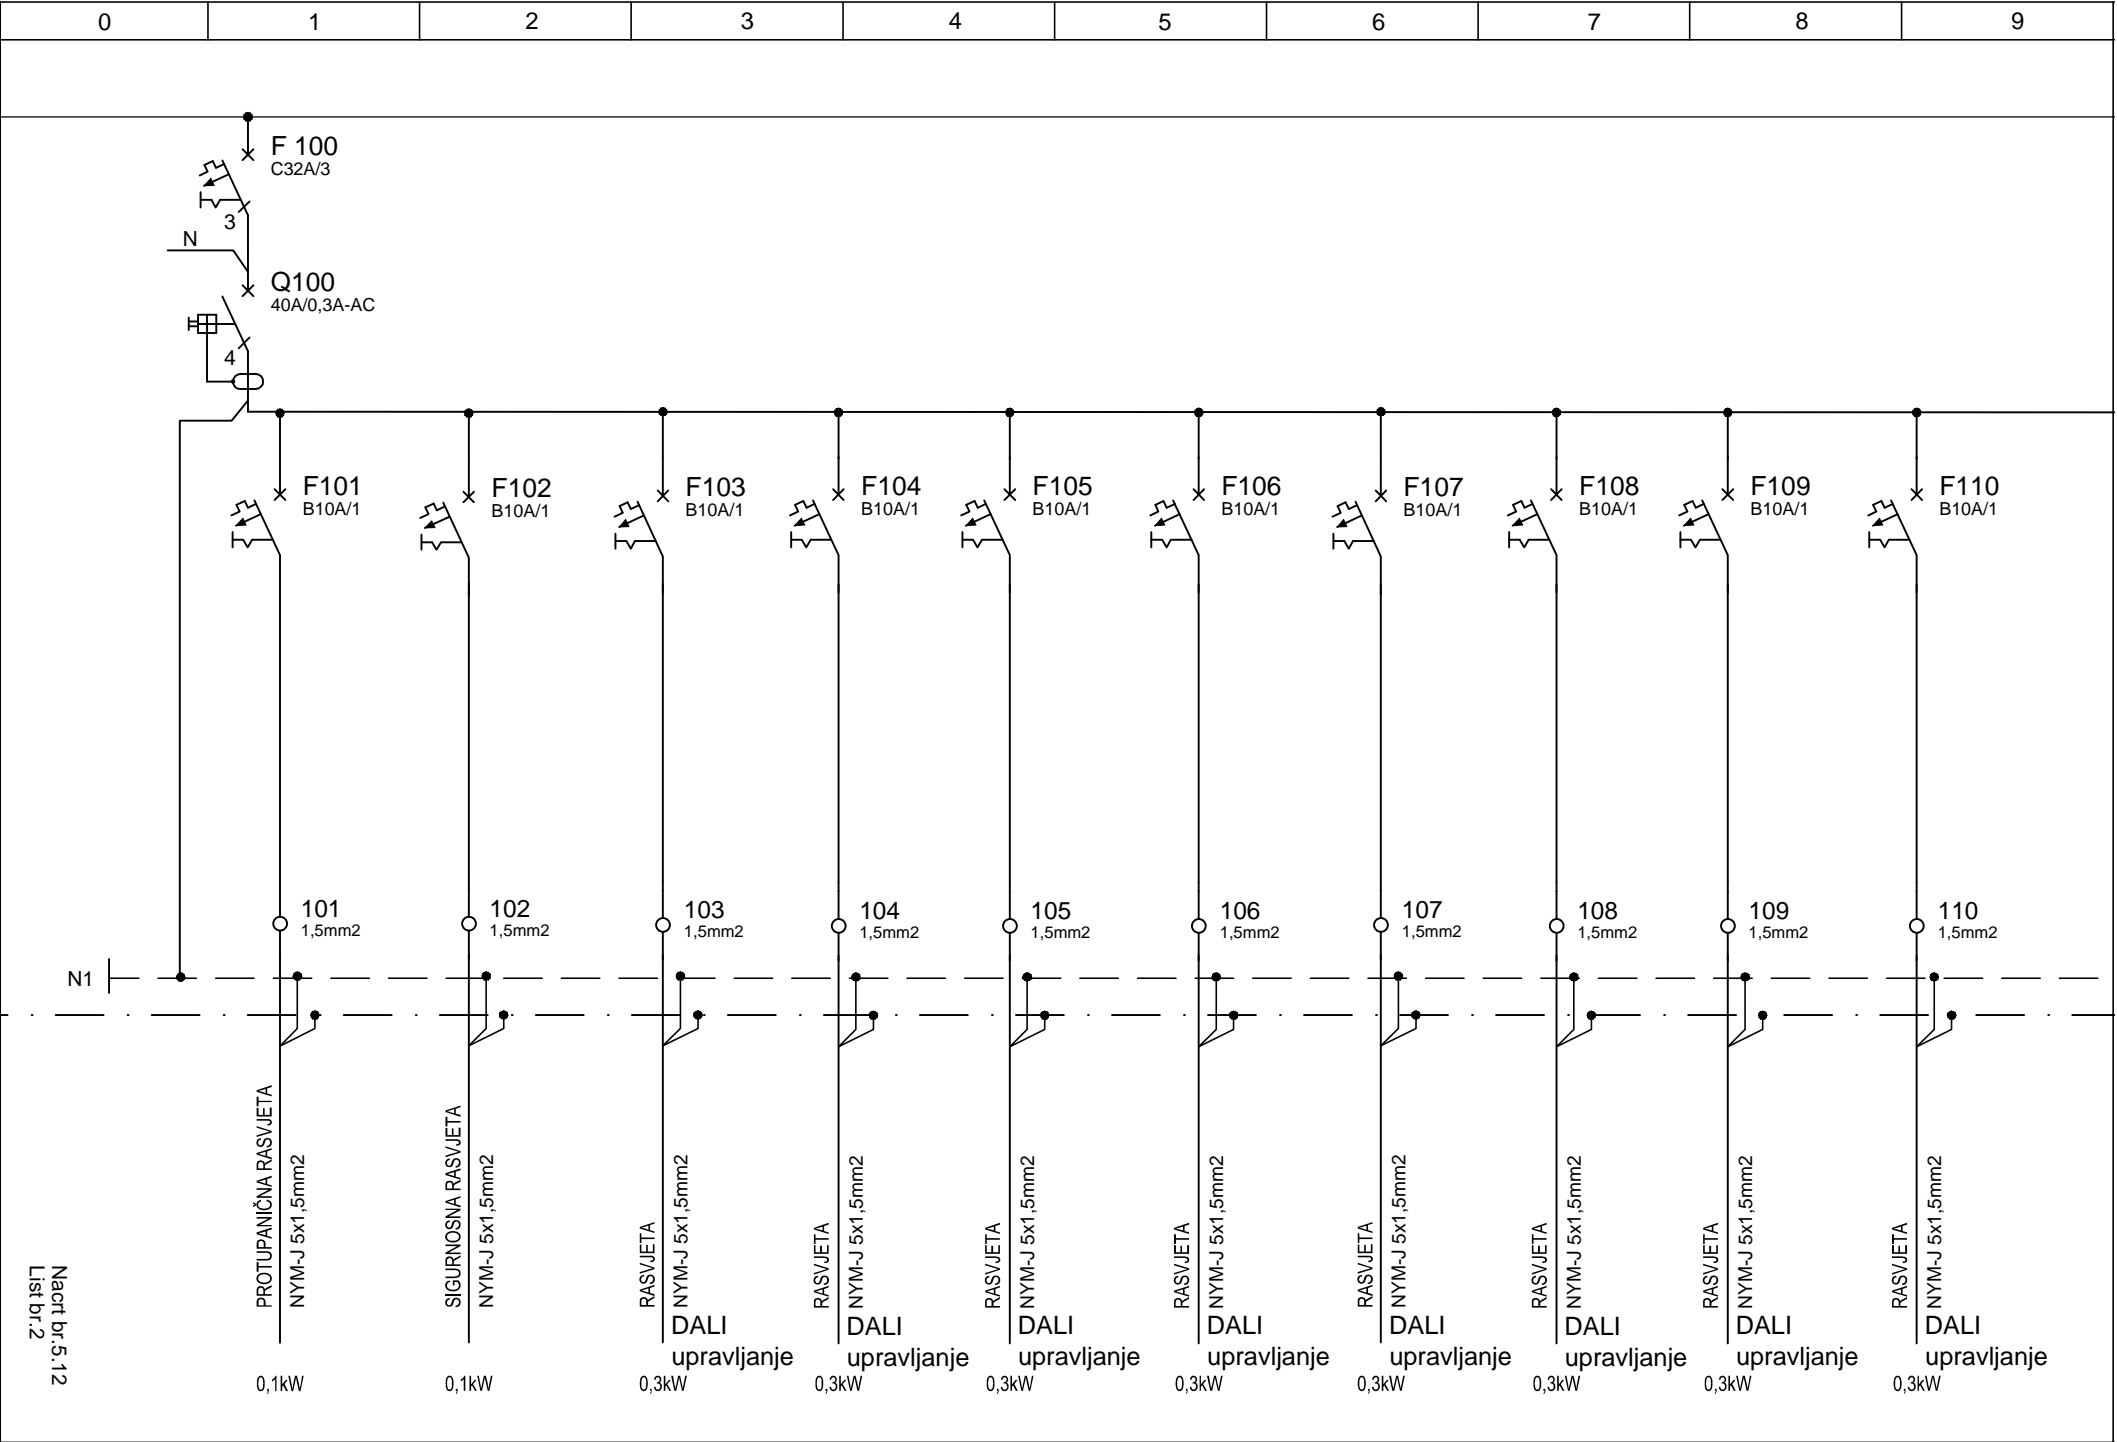 0 1 2 3 4 5 6 7 8 9
F 100
C32A/3
3
N
Q100
40A/0,3A-AC
4
F101
B10A/1
F102
B10A/1
F103
B10A/1
F104
B10A/1
F105
B10A/1
F106
B10A/1
F107
B10A/1
F108
B10A/1
F109
B10A/1
F110
B10A/1
101
1,5mm2
102
1,5mm2
103
1,5mm2
104
1,5mm2
105
1,5mm2
106
1,5mm2
107
1,5mm2
108
1,5mm2
109
1,5mm2
110
1,5mm2
N1
PROTUPANIČNA RASVJETA
NYM-J 5x1,5mm2
0,1kW
SIGURNOSNA RASVJETA
NYM-J 5x1,5mm2
0,1kW
RASVJETA
NYM-J 5x1,5mm2
DALI
upravljanje
0,3kW
RASVJETA
NYM-J 5x1,5mm2
DALI
upravljanje
0,3kW
RASVJETA
NYM-J 5x1,5mm2
DALI
upravljanje
0,3kW
RASVJETA
NYM-J 5x1,5mm2
DALI
upravljanje
0,3kW
RASVJETA
NYM-J 5x1,5mm2
DALI
upravljanje
0,3kW
RASVJETA
NYM-J 5x1,5mm2
DALI
upravljanje
0,3kW
RASVJETA
NYM-J 5x1,5mm2
DALI
upravljanje
0,3kW
RASVJETA
NYM-J 5x1,5mm2
DALI
upravljanje
0,3kW
Nacrt br.5.12
List br.2